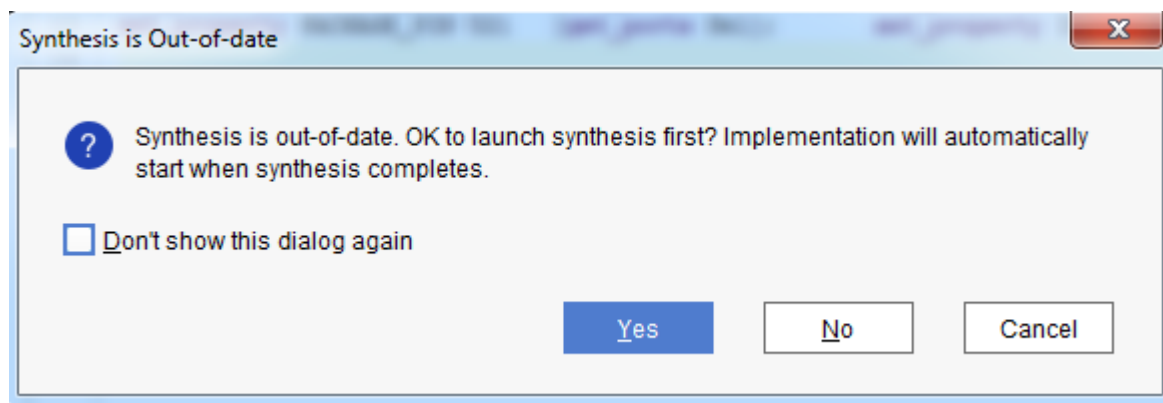 Synthesis is Out-of-date
Synthesis is out-of-date. OK to launch synthesis first? Implementation will automatically
start when synthesis completes.
Don't show this dialog again
Yes No Cancel